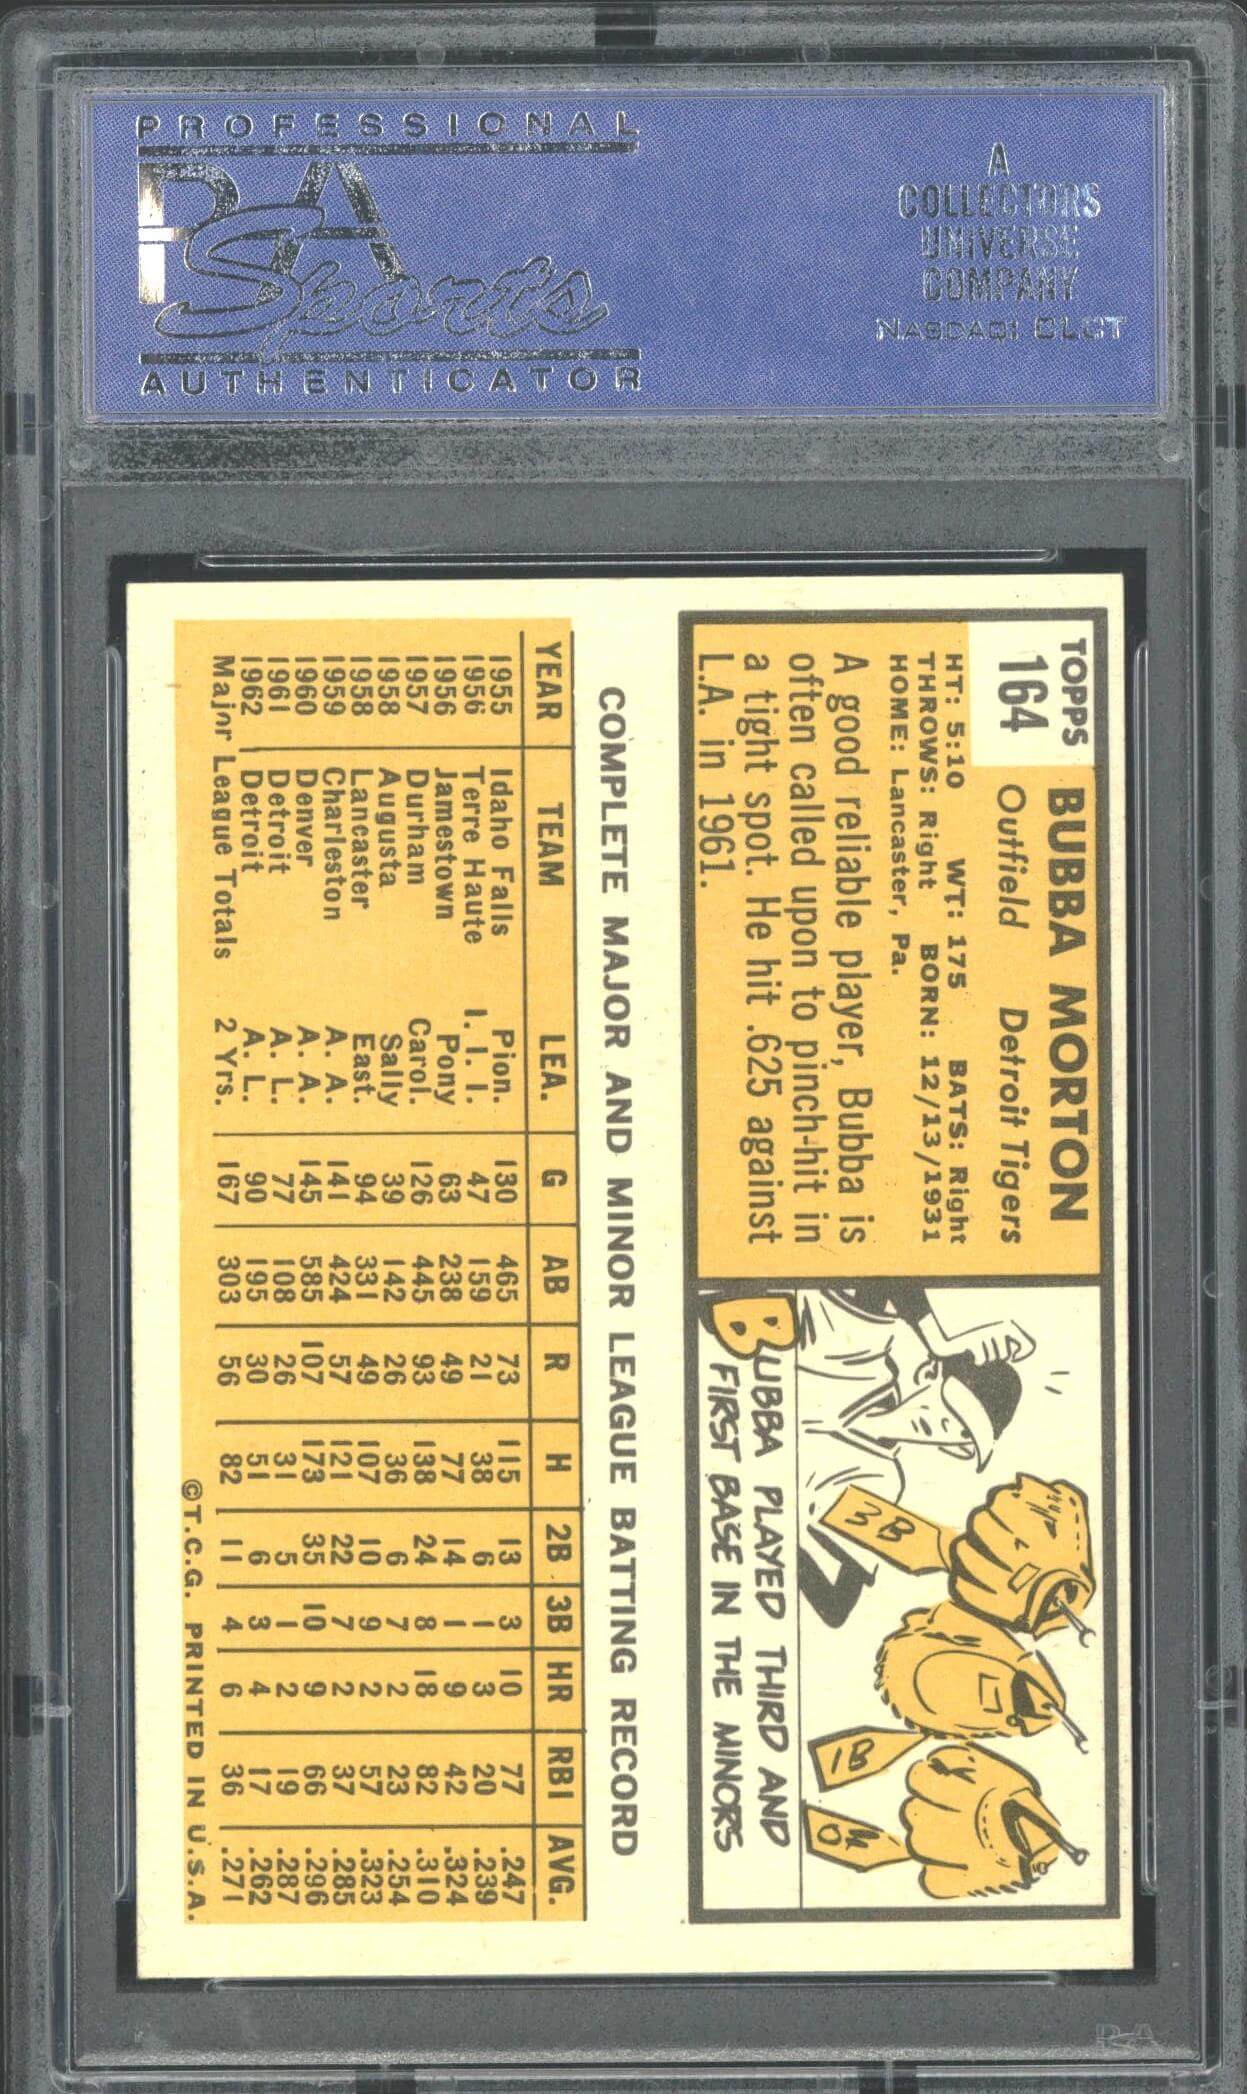 PROFESSIONAL
PSA
Sports
AUTHENTICATOR
A
COLLECTORS
UNIVERSE
COMPANY
NASDAQ: CLCT
TOPPS
164
BUBBA MORTON
Outfield Detroit Tigers
HT: 5:10 WT: 175 BATS: Right
THROWS: Right BORN: 12/13/1931
HOME: Lancaster, Pa.
A good reliable player, Bubba is
often called upon to pinch-hit in
a tight spot. He hit .625 against
L.A. in 1961.
3B
1B
OF
BUBBA PLAYED THIRD AND
FIRST BASE IN THE MINORS
COMPLETE MAJOR AND MINOR LEAGUE BATTING RECORD
YEAR TEAM LEA. G AB R H 2B 3B HR RBI AVG.
1955 Idaho Falls Pion. 130 465 73 115 13 3 10 77 .247
1956 Terre Haute I. I. I. 47 159 21 38 6 1 3 20 .239
1956 Jamestown Pony 63 238 49 77 14 1 9 42 .324
1957 Durham Carol. 126 445 93 138 24 8 18 82 .310
1958 Augusta Sally 39 142 26 36 6 7 2 23 .254
1958 Lancaster East. 94 331 49 107 10 9 2 57 .323
1959 Charleston A. A. 141 424 57 121 22 7 2 37 .285
1960 Denver A. A. 145 585 107 173 35 10 9 66 .296
1961 Detroit A. L. 77 108 26 31 5 1 2 19 .287
1962 Detroit A. L. 90 195 30 51 6 3 4 17 .262
Major League Totals 2 Yrs. 167 303 56 82 11 4 6 36 .271
©T.C.G. PRINTED IN U.S.A.
PSA